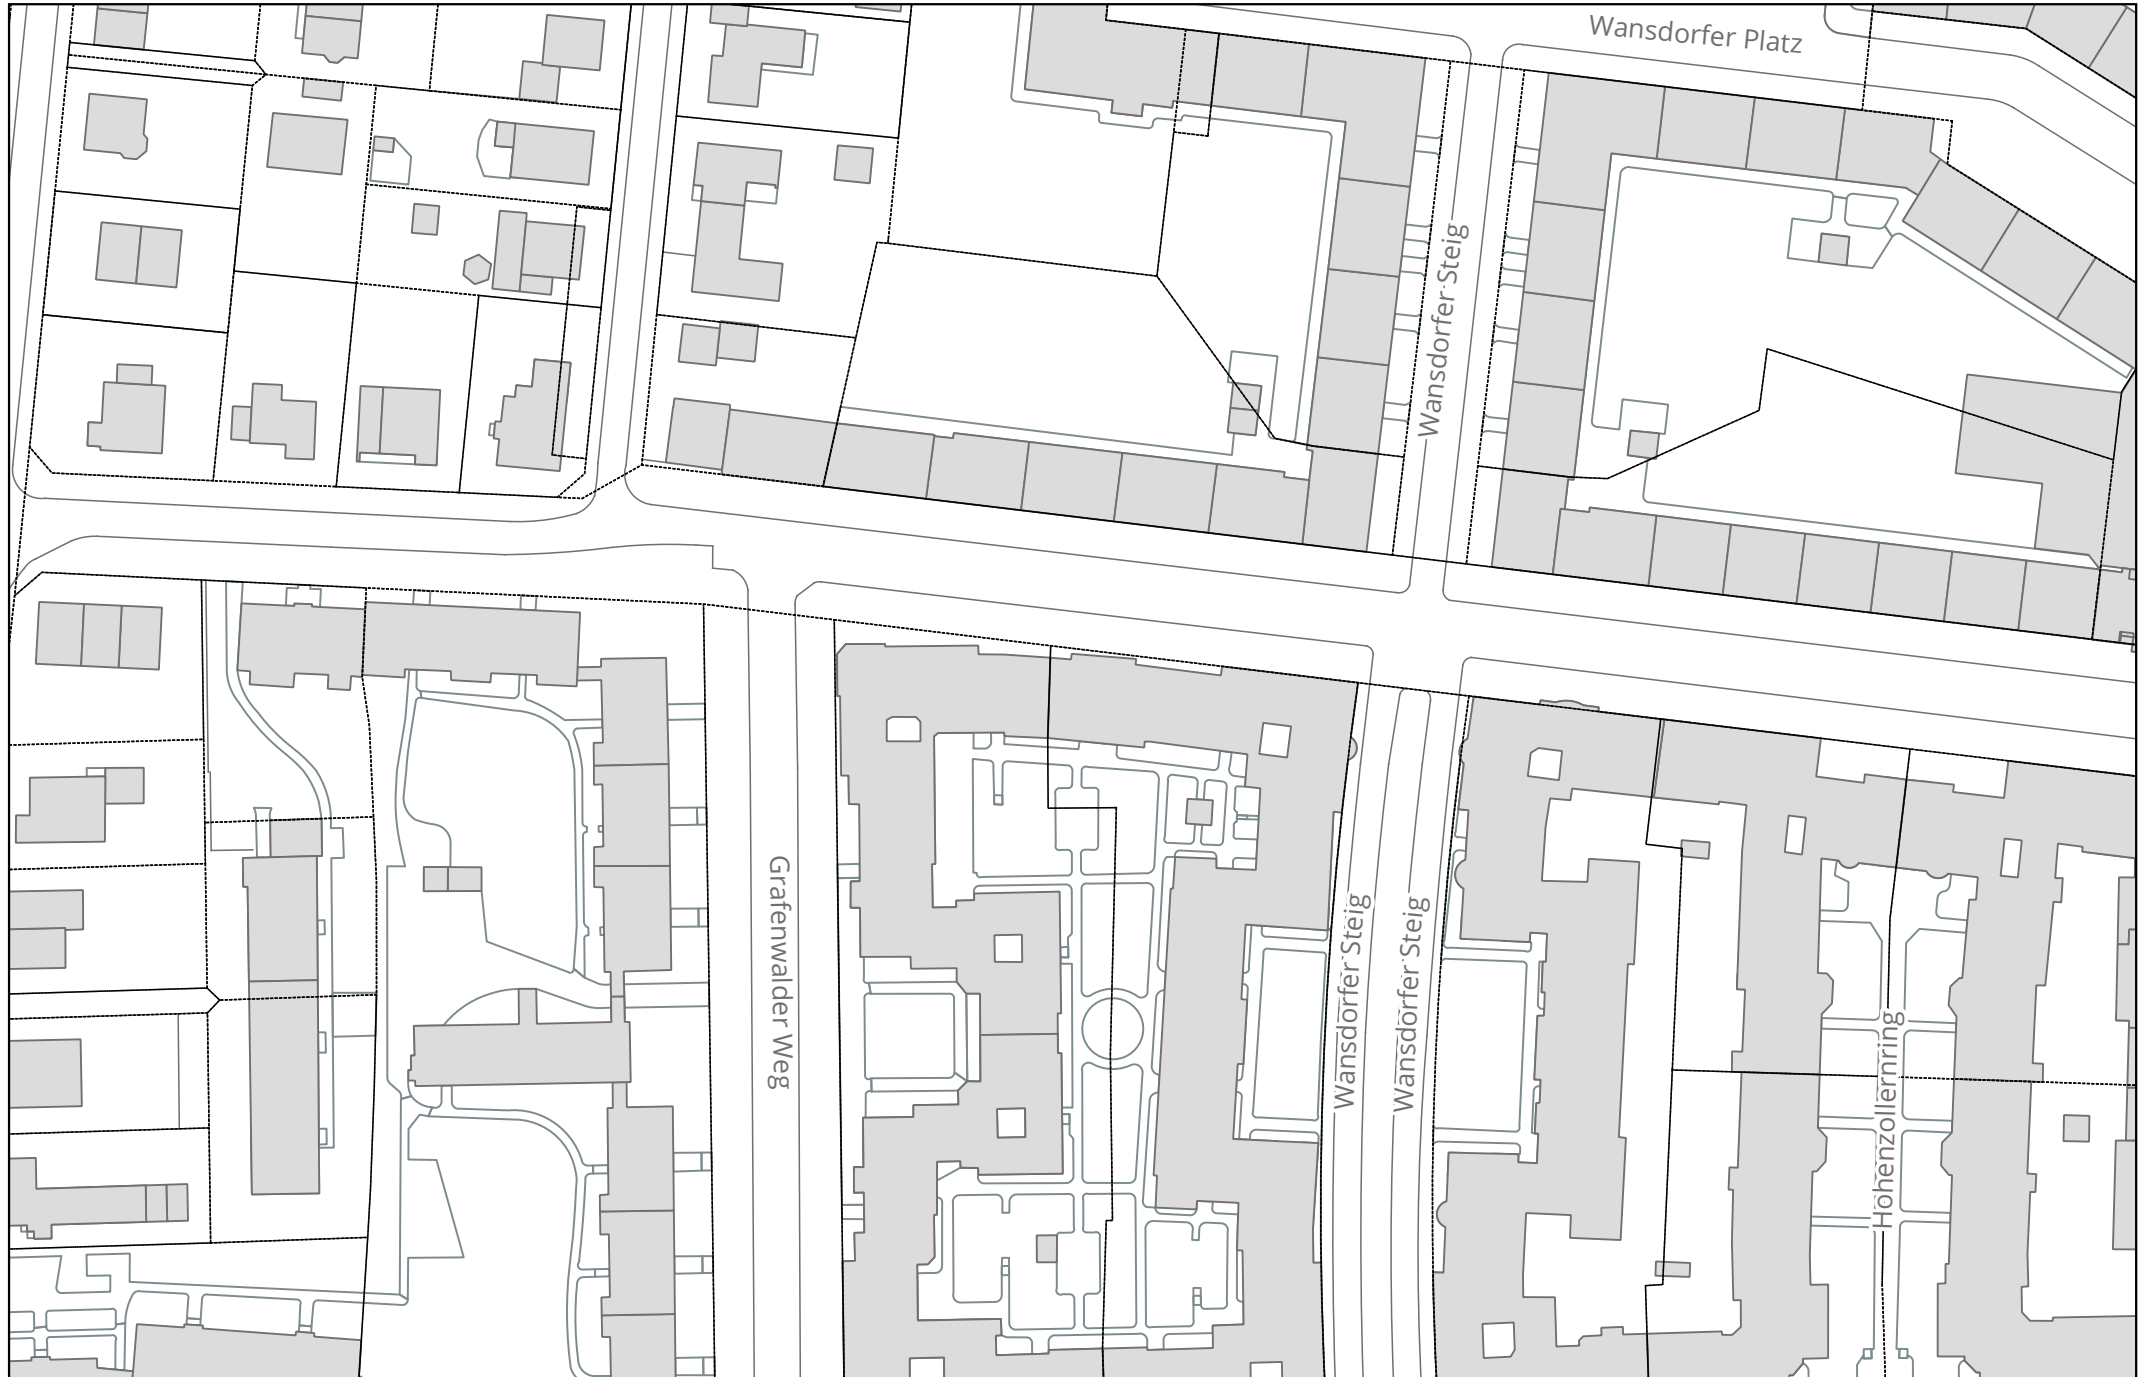 Wansdorfer Platz
Wansdorfer Steig
Grafenwalder Weg
Wansdorfer Steig
Wansdorfer Steig
Hohenzollernring